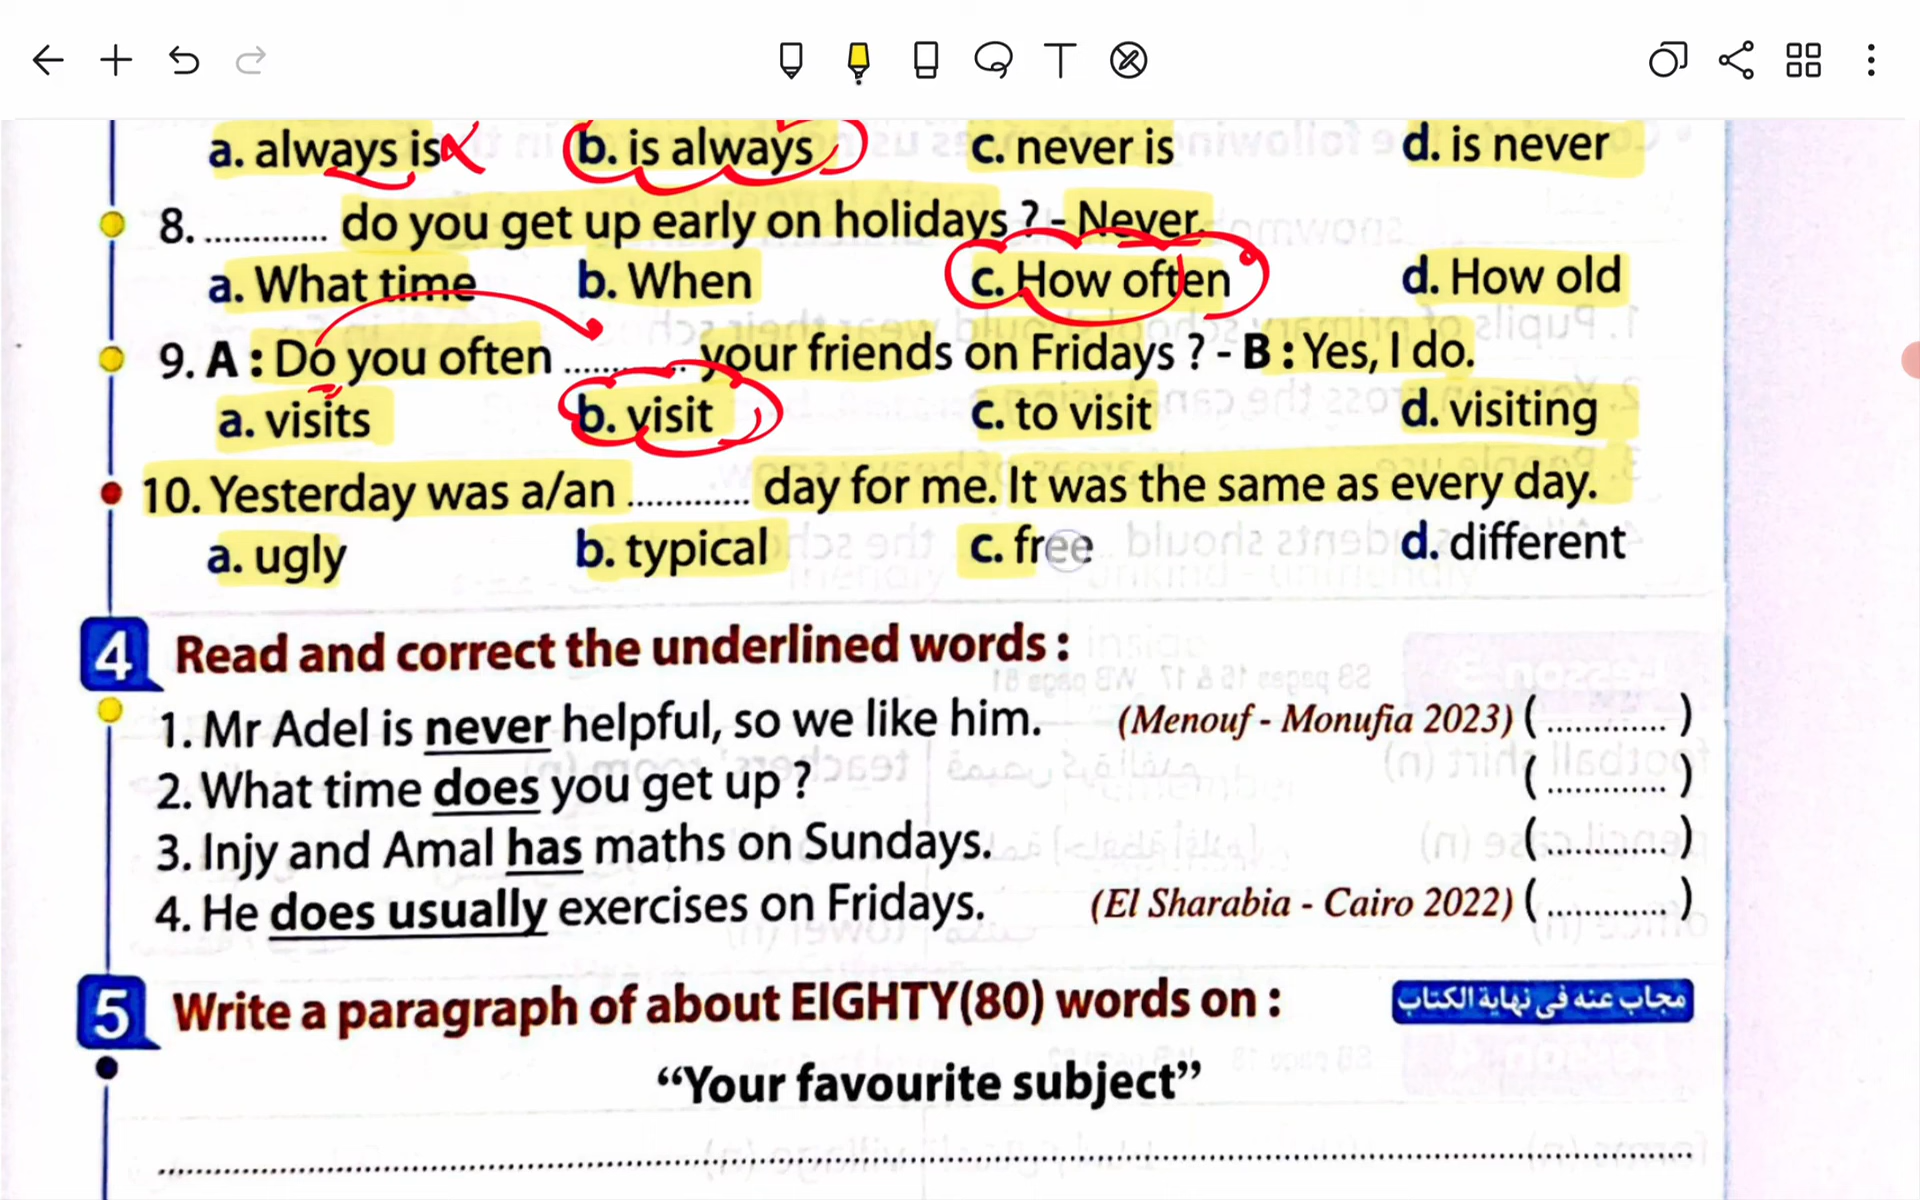 a. always is b. is always c. never is d. is never
8. ............. do you get up early on holidays ? - Never.
a. What time b. When c. How often d. How old
9. A : Do you often ............. your friends on Fridays ? - B : Yes, I do.
a. visits b. visit c. to visit d. visiting
10. Yesterday was a/an ............. day for me. It was the same as every day.
a. ugly b. typical c. free d. different
4 Read and correct the underlined words :
1. Mr Adel is never helpful, so we like him. (Menouf - Monufia 2023) ( ............. )
2. What time does you get up ? ( ............. )
3. Injy and Amal has maths on Sundays. ( ............. )
4. He does usually exercises on Fridays. (El Sharabia - Cairo 2022) ( ............. )
5 Write a paragraph of about EIGHTY(80) words on : مجاب عنه فى نهاية الكتاب
“Your favourite subject”